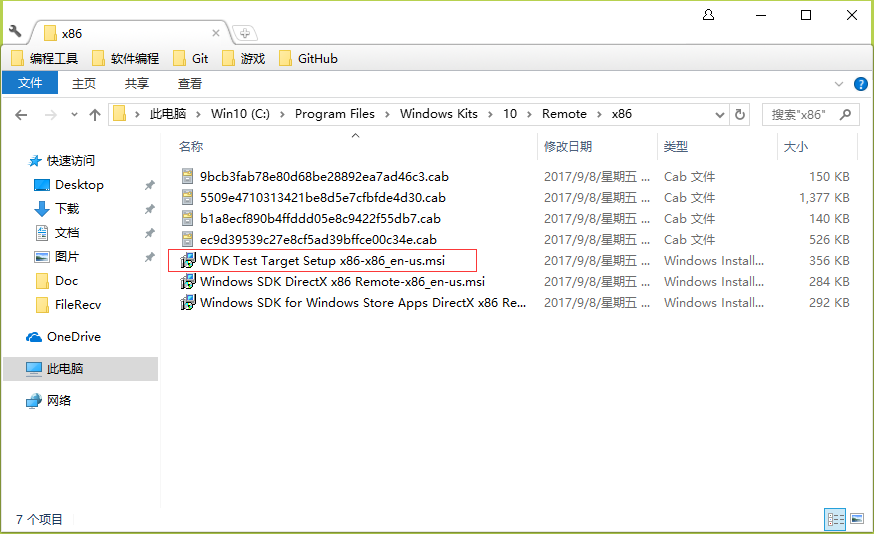 x86
编程工具 软件编程 Git 游戏 GitHub
文件 主页 共享 查看
此电脑 Win10 (C:) Program Files Windows Kits 10 Remote x86 搜索"x86"
名称 修改日期 类型 大小
快速访问
Desktop
下载
文档
图片
Doc
FileRecv
OneDrive
此电脑
网络
9bcb3fab78e80d68be28892ea7ad46c3.cab 2017/9/8/星期五 ... Cab 文件 150 KB
5509e4710313421be8d5e7cfbfde4d30.cab 2017/9/8/星期五 ... Cab 文件 1,377 KB
b1a8ecf890b4ffddd05e8c9422f55db7.cab 2017/9/8/星期五 ... Cab 文件 140 KB
ec9d39539c27e8cf5ad39bffce00c34e.cab 2017/9/8/星期五 ... Cab 文件 526 KB
WDK Test Target Setup x86-x86_en-us.msi 2017/9/8/星期五 ... Windows Install... 356 KB
Windows SDK DirectX x86 Remote-x86_en-us.msi 2017/9/8/星期五 ... Windows Install... 284 KB
Windows SDK for Windows Store Apps DirectX x86 Re... 2017/9/8/星期五 ... Windows Install... 292 KB
7 个项目